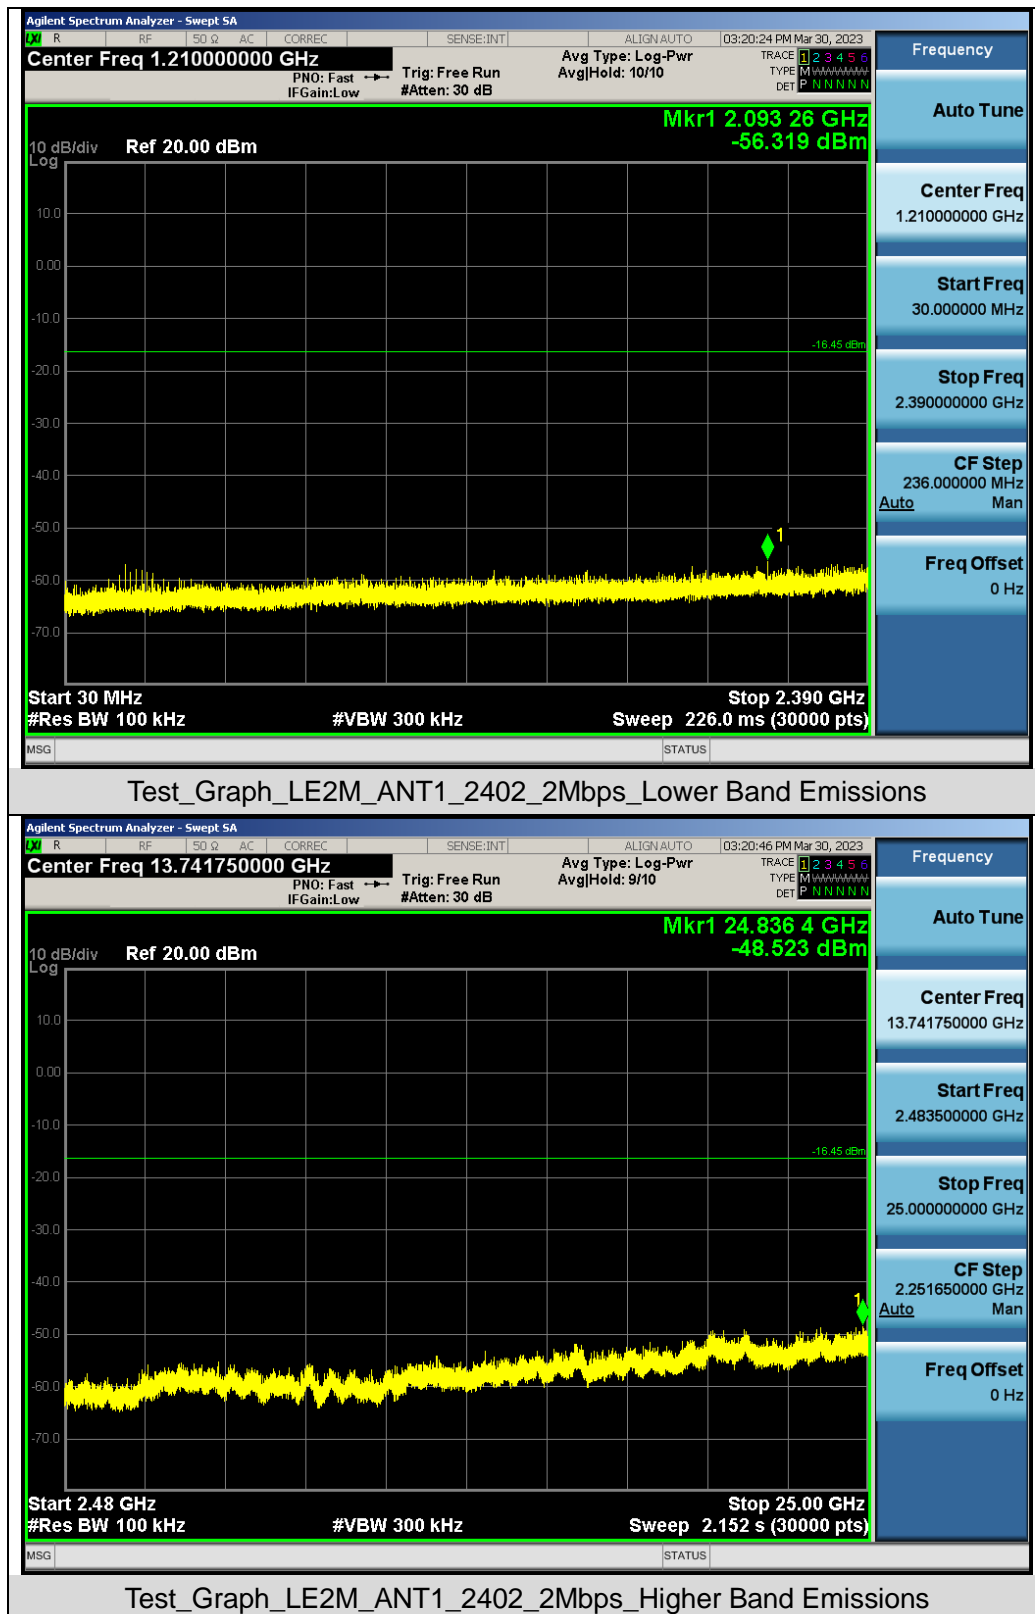 Agilent Spectrum Analyzer - Swept SA
LXI R RF 50 Ω AC CORREC SENSE:INT ALIGN AUTO 03:20:24 PM Mar 30, 2023
Center Freq 1.210000000 GHz
PNO: Fast
IFGain:Low
Trig: Free Run
#Atten: 30 dB
Avg Type: Log-Pwr
Avg|Hold: 10/10
TRACE 1 2 3 4 5 6
TYPE M
DET P N N N N N
Frequency
Mkr1 2.093 26 GHz
-56.319 dBm
10 dB/div
Log
Ref 20.00 dBm
10.0
0.00
-10.0
-16.45 dBm
-20.0
-30.0
-40.0
-50.0
1
-60.0
-70.0
Start 30 MHz
Stop 2.390 GHz
#Res BW 100 kHz
#VBW 300 kHz
Sweep 226.0 ms (30000 pts)
MSG
STATUS
Auto Tune
Center Freq
1.210000000 GHz
Start Freq
30.000000 MHz
Stop Freq
2.390000000 GHz
CF Step
236.000000 MHz
Auto Man
Freq Offset
0 Hz
Test_Graph_LE2M_ANT1_2402_2Mbps_Lower Band Emissions
Agilent Spectrum Analyzer - Swept SA
LXI R RF 50 Ω AC CORREC SENSE:INT ALIGN AUTO 03:20:46 PM Mar 30, 2023
Center Freq 13.741750000 GHz
PNO: Fast
IFGain:Low
Trig: Free Run
#Atten: 30 dB
Avg Type: Log-Pwr
Avg|Hold: 9/10
TRACE 1 2 3 4 5 6
TYPE M
DET P N N N N N
Frequency
Mkr1 24.836 4 GHz
-48.523 dBm
10 dB/div
Log
Ref 20.00 dBm
10.0
0.00
-10.0
-16.45 dBm
-20.0
-30.0
-40.0
1
-50.0
-60.0
-70.0
Start 2.48 GHz
Stop 25.00 GHz
#Res BW 100 kHz
#VBW 300 kHz
Sweep 2.152 s (30000 pts)
MSG
STATUS
Auto Tune
Center Freq
13.741750000 GHz
Start Freq
2.483500000 GHz
Stop Freq
25.000000000 GHz
CF Step
2.251650000 GHz
Auto Man
Freq Offset
0 Hz
Test_Graph_LE2M_ANT1_2402_2Mbps_Higher Band Emissions